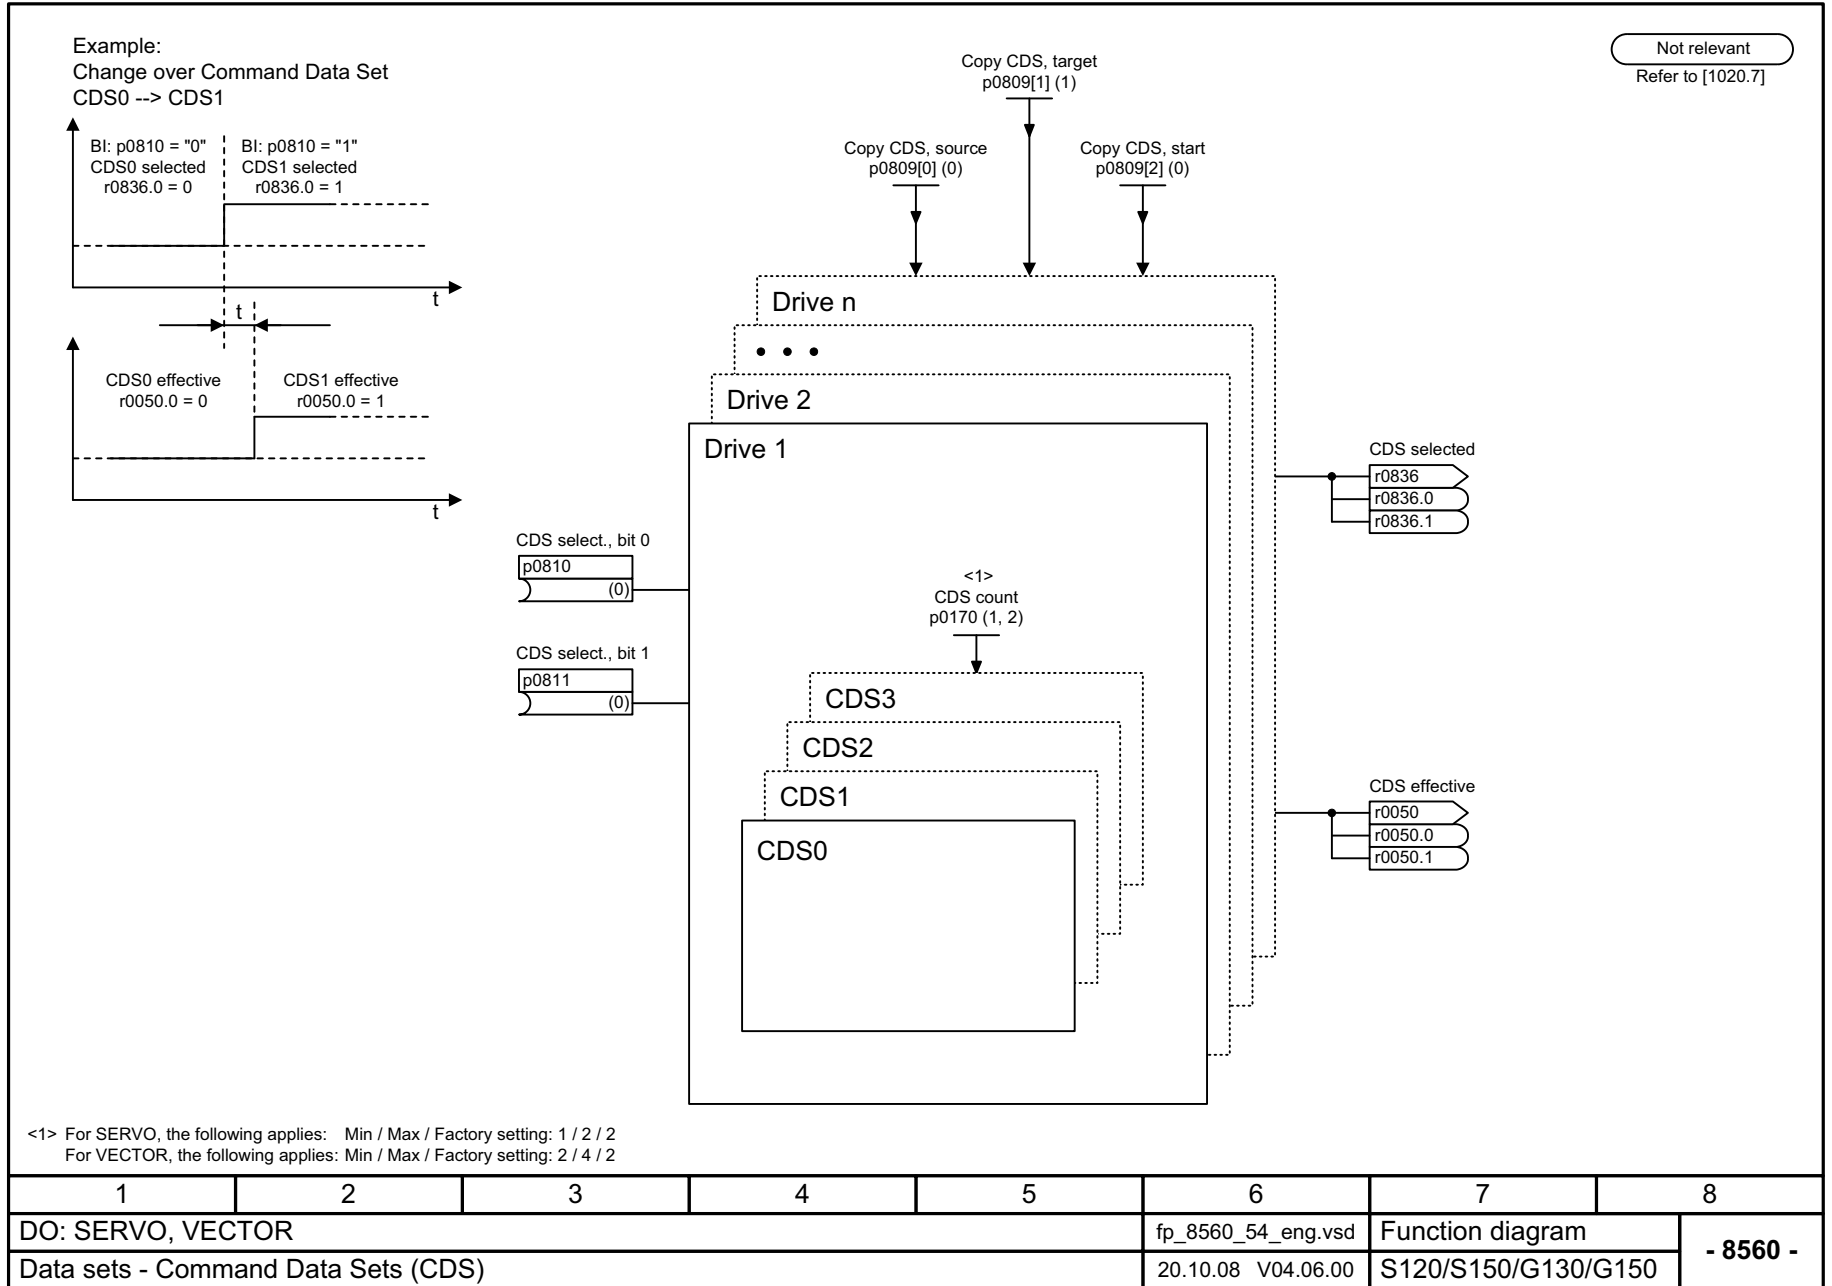 Example:
Change over Command Data Set
CDS0 --> CDS1
BI: p0810 = "0"
CDS0 selected
r0836.0 = 0
BI: p0810 = "1"
CDS1 selected
r0836.0 = 1
t
t
CDS0 effective
r0050.0 = 0
CDS1 effective
r0050.0 = 1
t
Copy CDS, target
p0809[1] (1)
Copy CDS, source
p0809[0] (0)
Copy CDS, start
p0809[2] (0)
Not relevant
Refer to [1020.7]
Drive n
• • •
Drive 2
Drive 1
CDS select., bit 0
p0810
(0)
CDS select., bit 1
p0811
(0)
<1>
CDS count
p0170 (1, 2)
CDS3
CDS2
CDS1
CDS0
CDS selected
r0836
r0836.0
r0836.1
CDS effective
r0050
r0050.0
r0050.1
<1> For SERVO, the following applies: Min / Max / Factory setting: 1 / 2 / 2
For VECTOR, the following applies: Min / Max / Factory setting: 2 / 4 / 2
1 2 3 4 5 6 7 8
DO: SERVO, VECTOR
fp_8560_54_eng.vsd
Function diagram
- 8560 -
Data sets - Command Data Sets (CDS)
20.10.08 V04.06.00
S120/S150/G130/G150